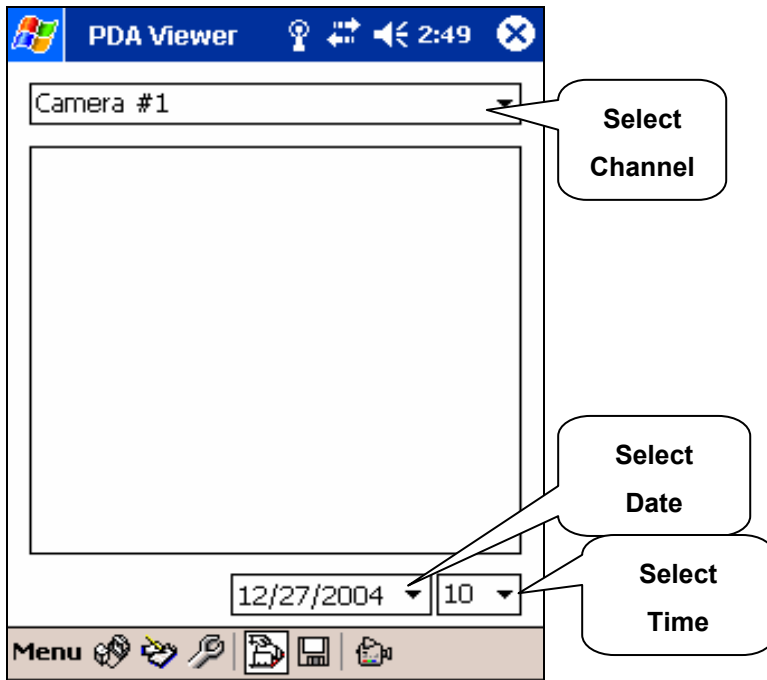 PDA Viewer 2:49
Camera #1
Select
Channel
Select
Date
12/27/2004 10
Select
Time
Menu